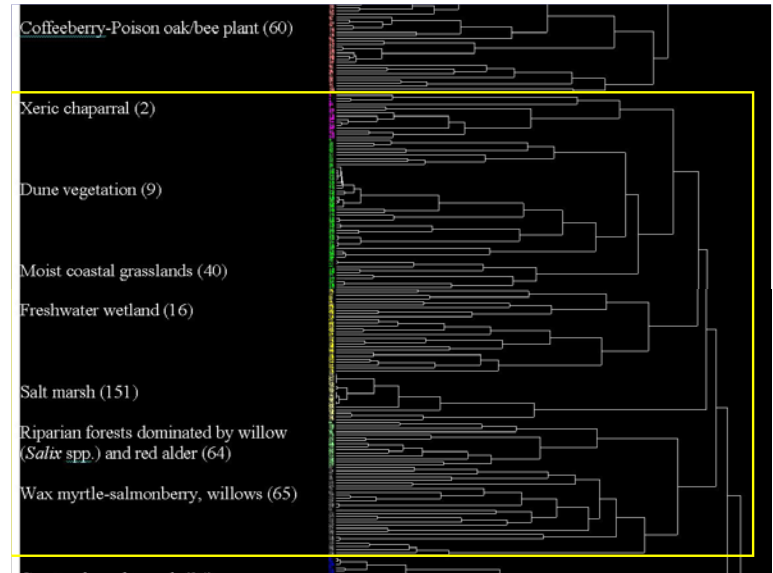 Coffeeberry-Poison oak/bee plant (60)
Xeric chaparral (2)
Dune vegetation (9)
Moist coastal grasslands (40)
Freshwater wetland (16)
Salt marsh (151)
Riparian forests dominated by willow
(Salix spp.) and red alder (64)
Wax myrtle-salmonberry, willows (65)